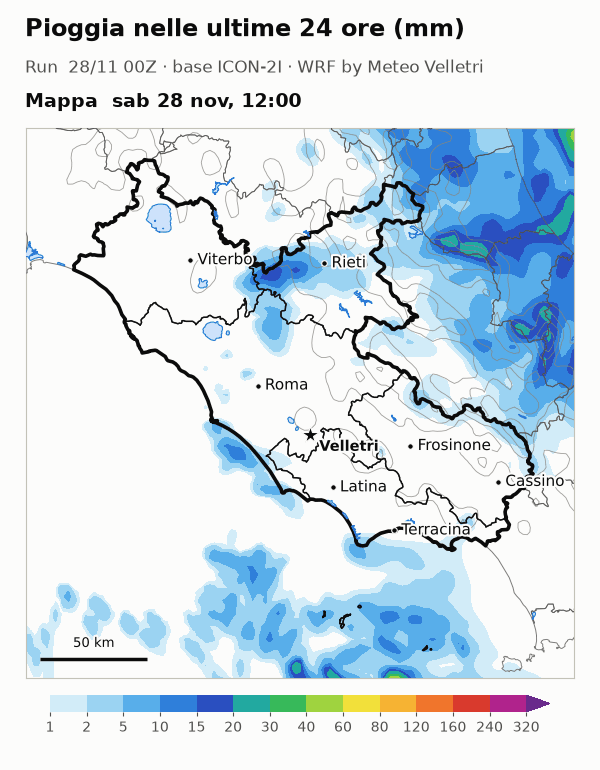 Pioggia nelle ultime 24 ore (mm)
Run  28/11 00Z · base ICON-2I · WRF by Meteo Velletri
Mappa  sab 28 nov, 12:00
Viterbo
Rieti
Roma
Velletri
Frosinone
Cassino
Latina
Terracina
50 km
1 2 5 10 15 20 30 40 60 80 120 160 240 320